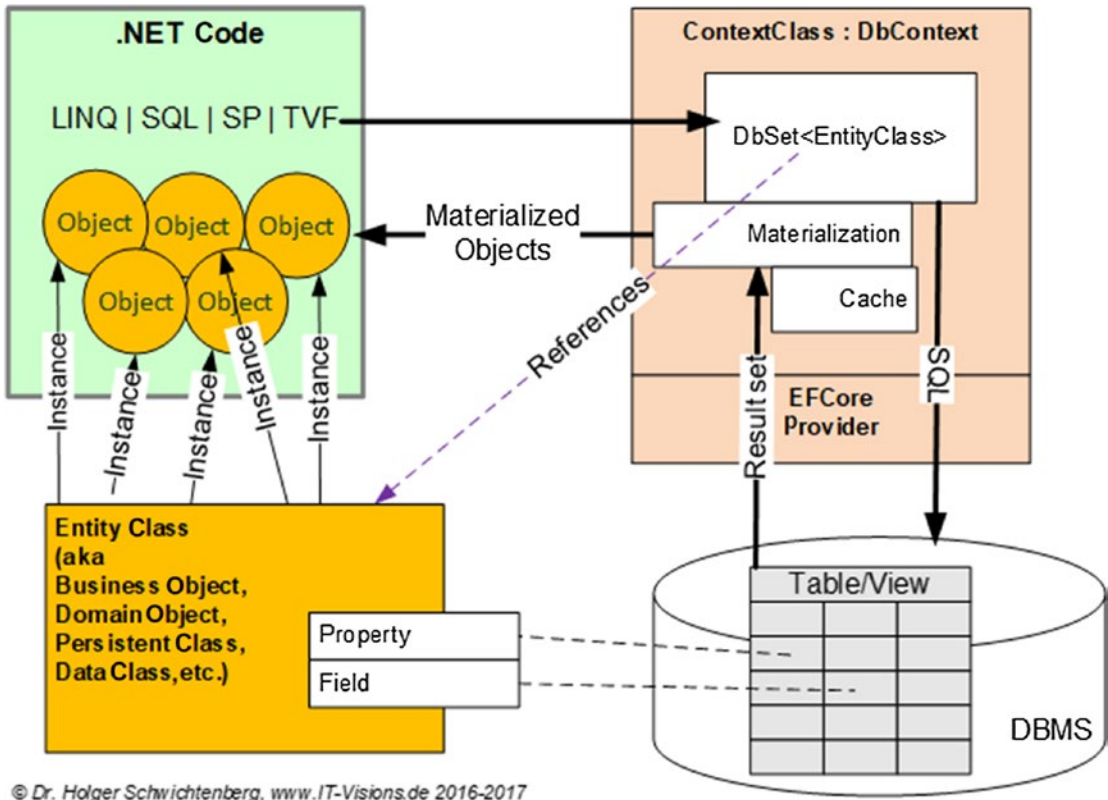 .NET Code
LINQ | SQL | SP | TVF
Object
Object
Object
Object
Object
Materialized
Objects
ContextClass : DbContext
DbSet<EntityClass>
Materialization
Cache
EFCore
Provider
References
Result set
SQL
Instance
Instance
Instance
Instance
Instance
Entity Class
(aka
Business Object,
Domain Object,
Persistent Class,
Data Class,etc.)
Property
Field
Table/View
DBMS
© Dr. Holger Schwichtenberg, www.IT-Visions.de 2016-2017